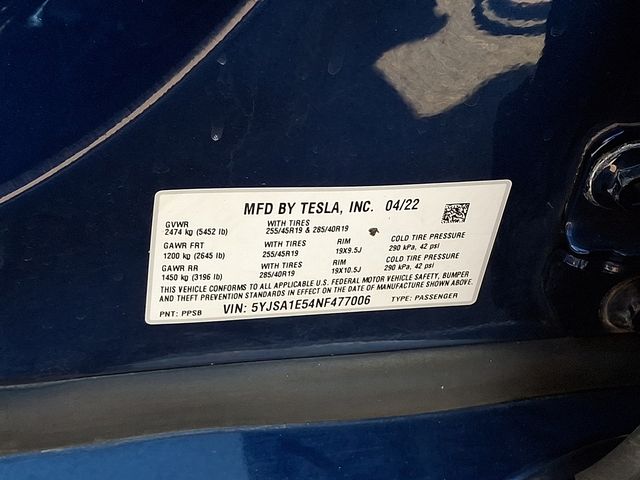 MFD BY TESLA, INC. 04/22
GVWR
2474 kg (5452 lb)
WITH TIRES
255/45R19 & 285/40R19
GAWR FRT
1200 kg (2645 lb)
WITH TIRES
255/45R19
RIM
19X9.5J
COLD TIRE PRESSURE
290 kPa, 42 psi
GAWR RR
1450 kg (3196 lb)
WITH TIRES
285/40R19
RIM
19X10.5J
COLD TIRE PRESSURE
290 kPa, 42 psi
THIS VEHICLE CONFORMS TO ALL APPLICABLE U.S. FEDERAL MOTOR VEHICLE SAFETY, BUMPER
AND THEFT PREVENTION STANDARDS IN EFFECT ON THE DATE OF MANUFACTURE SHOWN ABOVE.
PNT: PPSB VIN: 5YJSA1E54NF477006 TYPE: PASSENGER